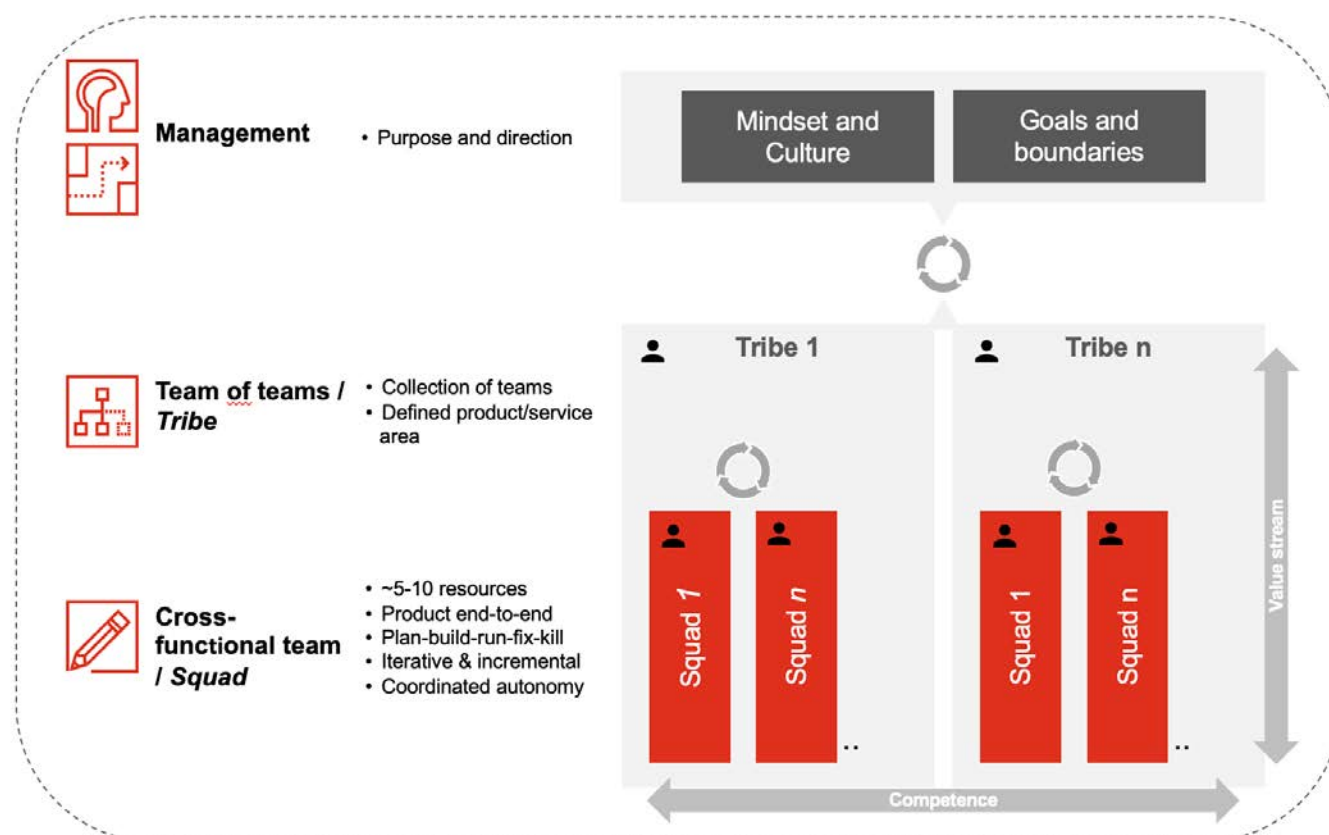 Management
• Purpose and direction
Mindset and
Culture
Goals and
boundaries
Team of teams /
Tribe
• Collection of teams
• Defined product/service
area
Tribe 1
Tribe n
Cross-
functional team
/ Squad
• ~5-10 resources
• Product end-to-end
• Plan-build-run-fix-kill
• Iterative & incremental
• Coordinated autonomy
Squad 1
Squad n
..
Squad 1
Squad n
..
Value stream
Competence